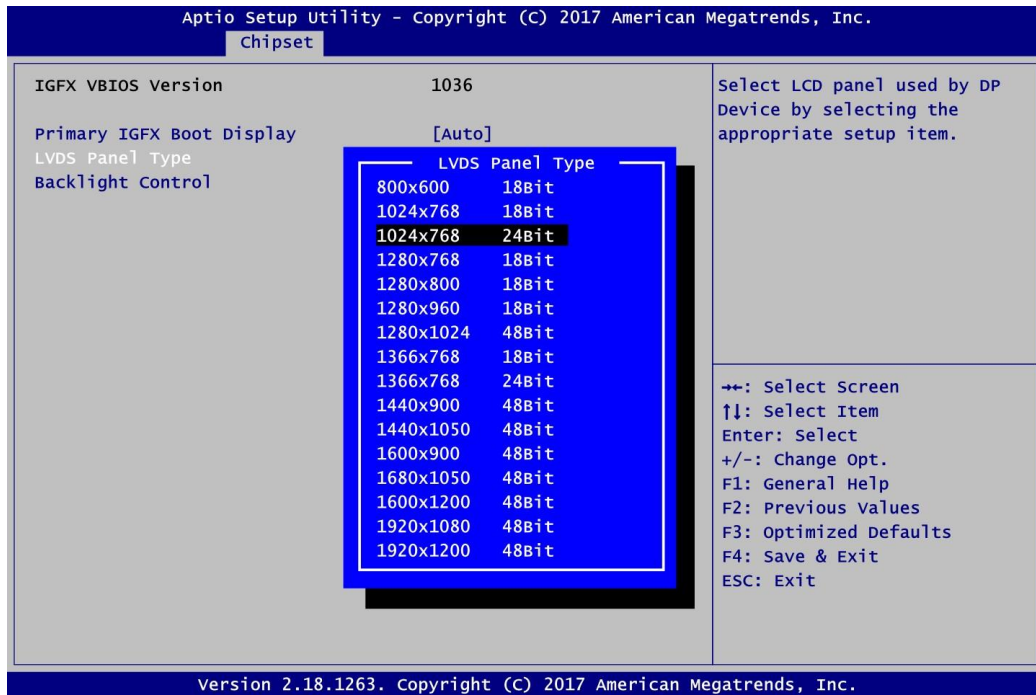 Aptio Setup Utility - Copyright (C) 2017 American Megatrends, Inc.
Chipset
IGFX VBIOS Version 1036
Primary IGFX Boot Display [Auto]
LVDS Panel Type
Backlight Control
LVDS Panel Type
800x600 18Bit
1024x768 18Bit
1024x768 24Bit
1280x768 18Bit
1280x800 18Bit
1280x960 18Bit
1280x1024 48Bit
1366x768 18Bit
1366x768 24Bit
1440x900 48Bit
1440x1050 48Bit
1600x900 48Bit
1680x1050 48Bit
1600x1200 48Bit
1920x1080 48Bit
1920x1200 48Bit
Select LCD panel used by DP
Device by selecting the
appropriate setup item.
→←: Select Screen
↑↓: Select Item
Enter: Select
+/-: Change Opt.
F1: General Help
F2: Previous Values
F3: Optimized Defaults
F4: Save & Exit
ESC: Exit
Version 2.18.1263. Copyright (C) 2017 American Megatrends, Inc.